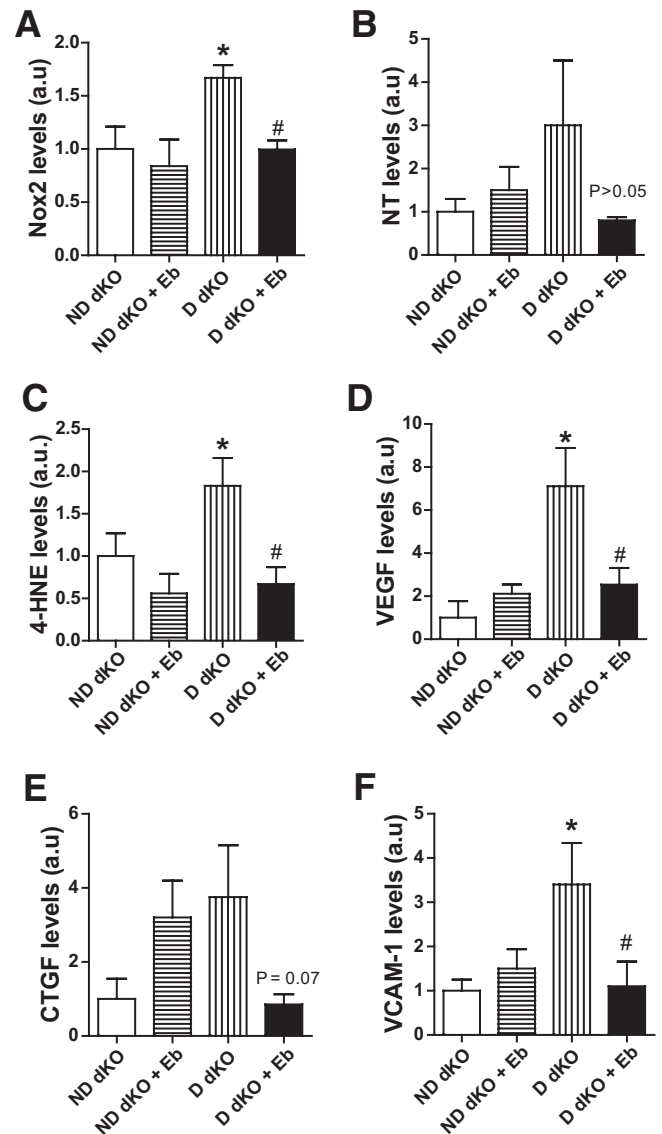 A
Nox2 levels (a.u)
2.0
1.5
1.0
0.5
0.0
*
#
ND dKO
ND dKO + Eb
D dKO
D dKO + Eb
B
NT levels (a.u)
5
4
3
2
1
0
P>0.05
ND dKO
ND dKO + Eb
D dKO
D dKO + Eb
C
4-HNE levels (a.u.)
2.5
2.0
1.5
1.0
0.5
0.0
*
#
ND dKO
ND dKO + Eb
D dKO
D dKO + Eb
D
VEGF levels (a.u)
10
8
6
4
2
0
*
#
ND dKO
ND dKO + Eb
D dKO
D dKO + Eb
E
CTGF levels (a.u)
6
4
2
0
P = 0.07
ND dKO
ND dKO + Eb
D dKO
D dKO + Eb
F
VCAM-1 levels (a.u)
5
4
3
2
1
0
*
#
ND dKO
ND dKO + Eb
D dKO
D dKO + Eb